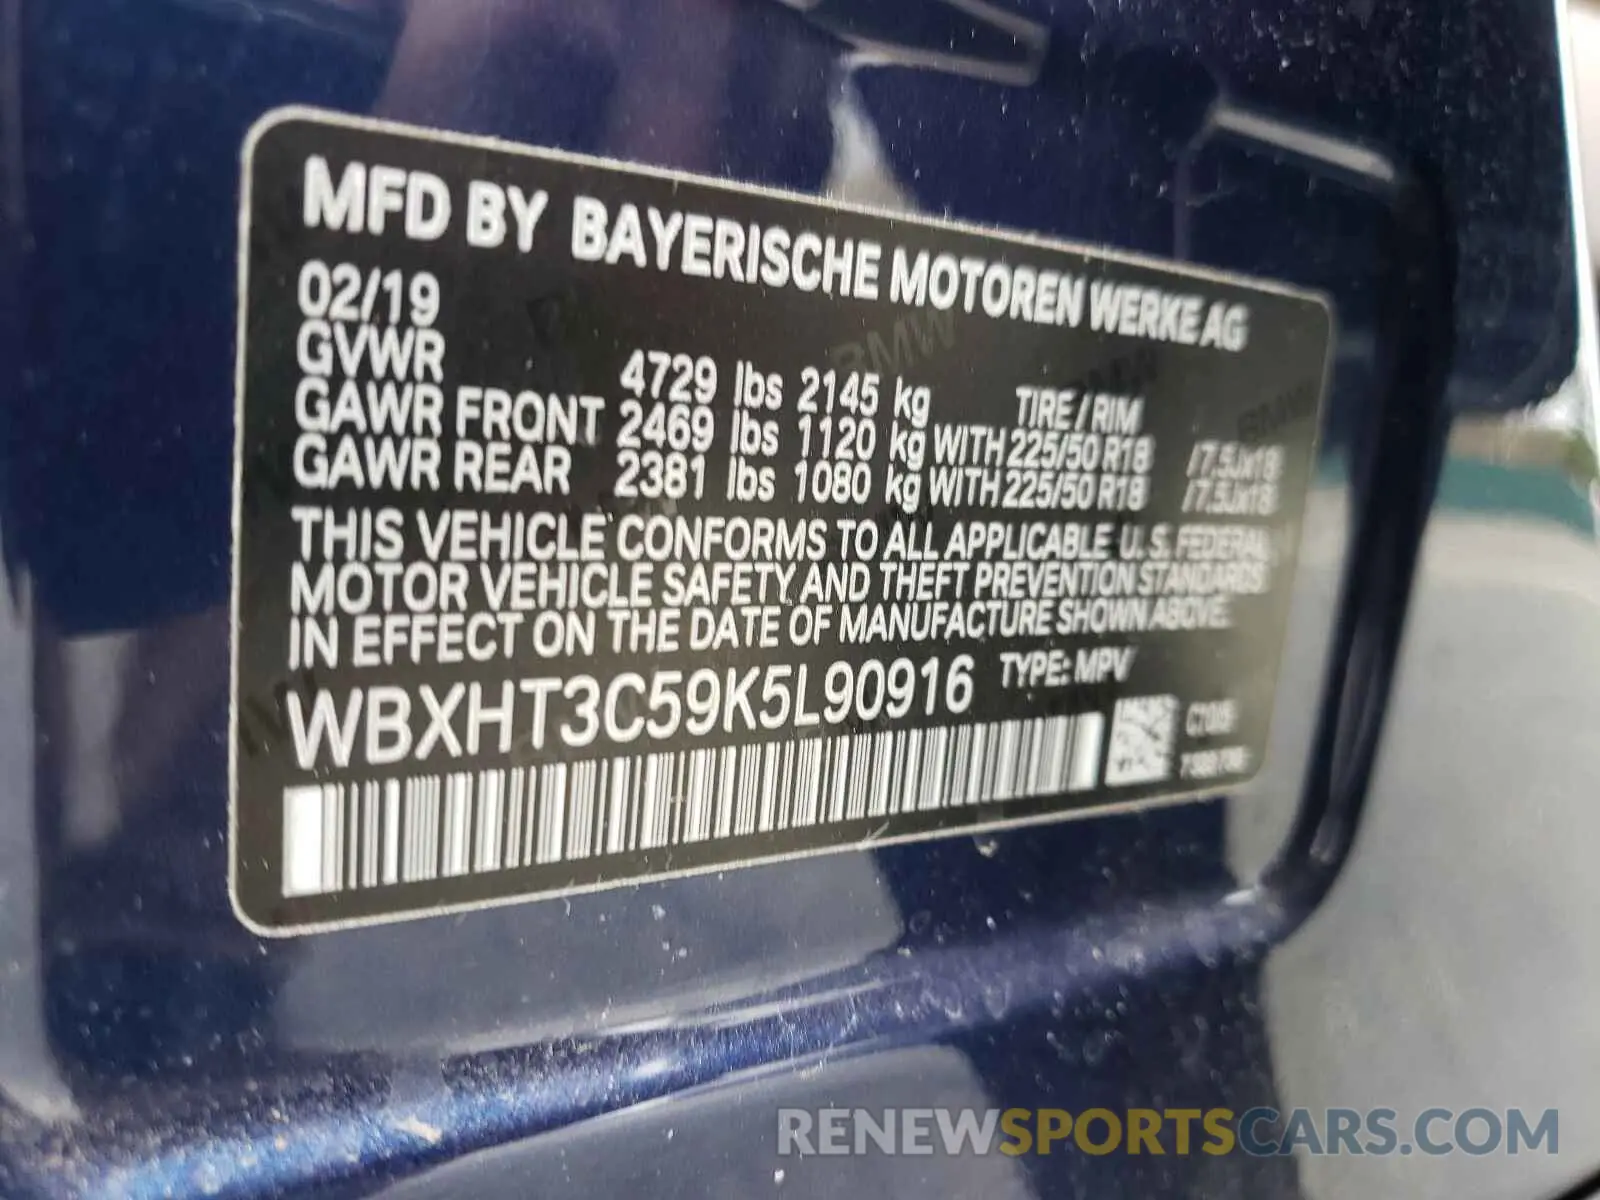 MFD BY BAYERISCHE MOTOREN WERKE AG
02/19
GVWR 4729 lbs 2145 kg TIRE / RIM
GAWR FRONT 2469 lbs 1120 kg WITH 225/50 R18 /7.5Jx18
GAWR REAR 2381 lbs 1080 kg WITH 225/50 R18 /7.5Jx18
THIS VEHICLE CONFORMS TO ALL APPLICABLE U.S. FEDERAL
MOTOR VEHICLE SAFETY AND THEFT PREVENTION STANDARDS
IN EFFECT ON THE DATE OF MANUFACTURE SHOWN ABOVE.
WBXHT3C59K5L90916 TYPE: MPV
RENEWSPORTSCARS.COM